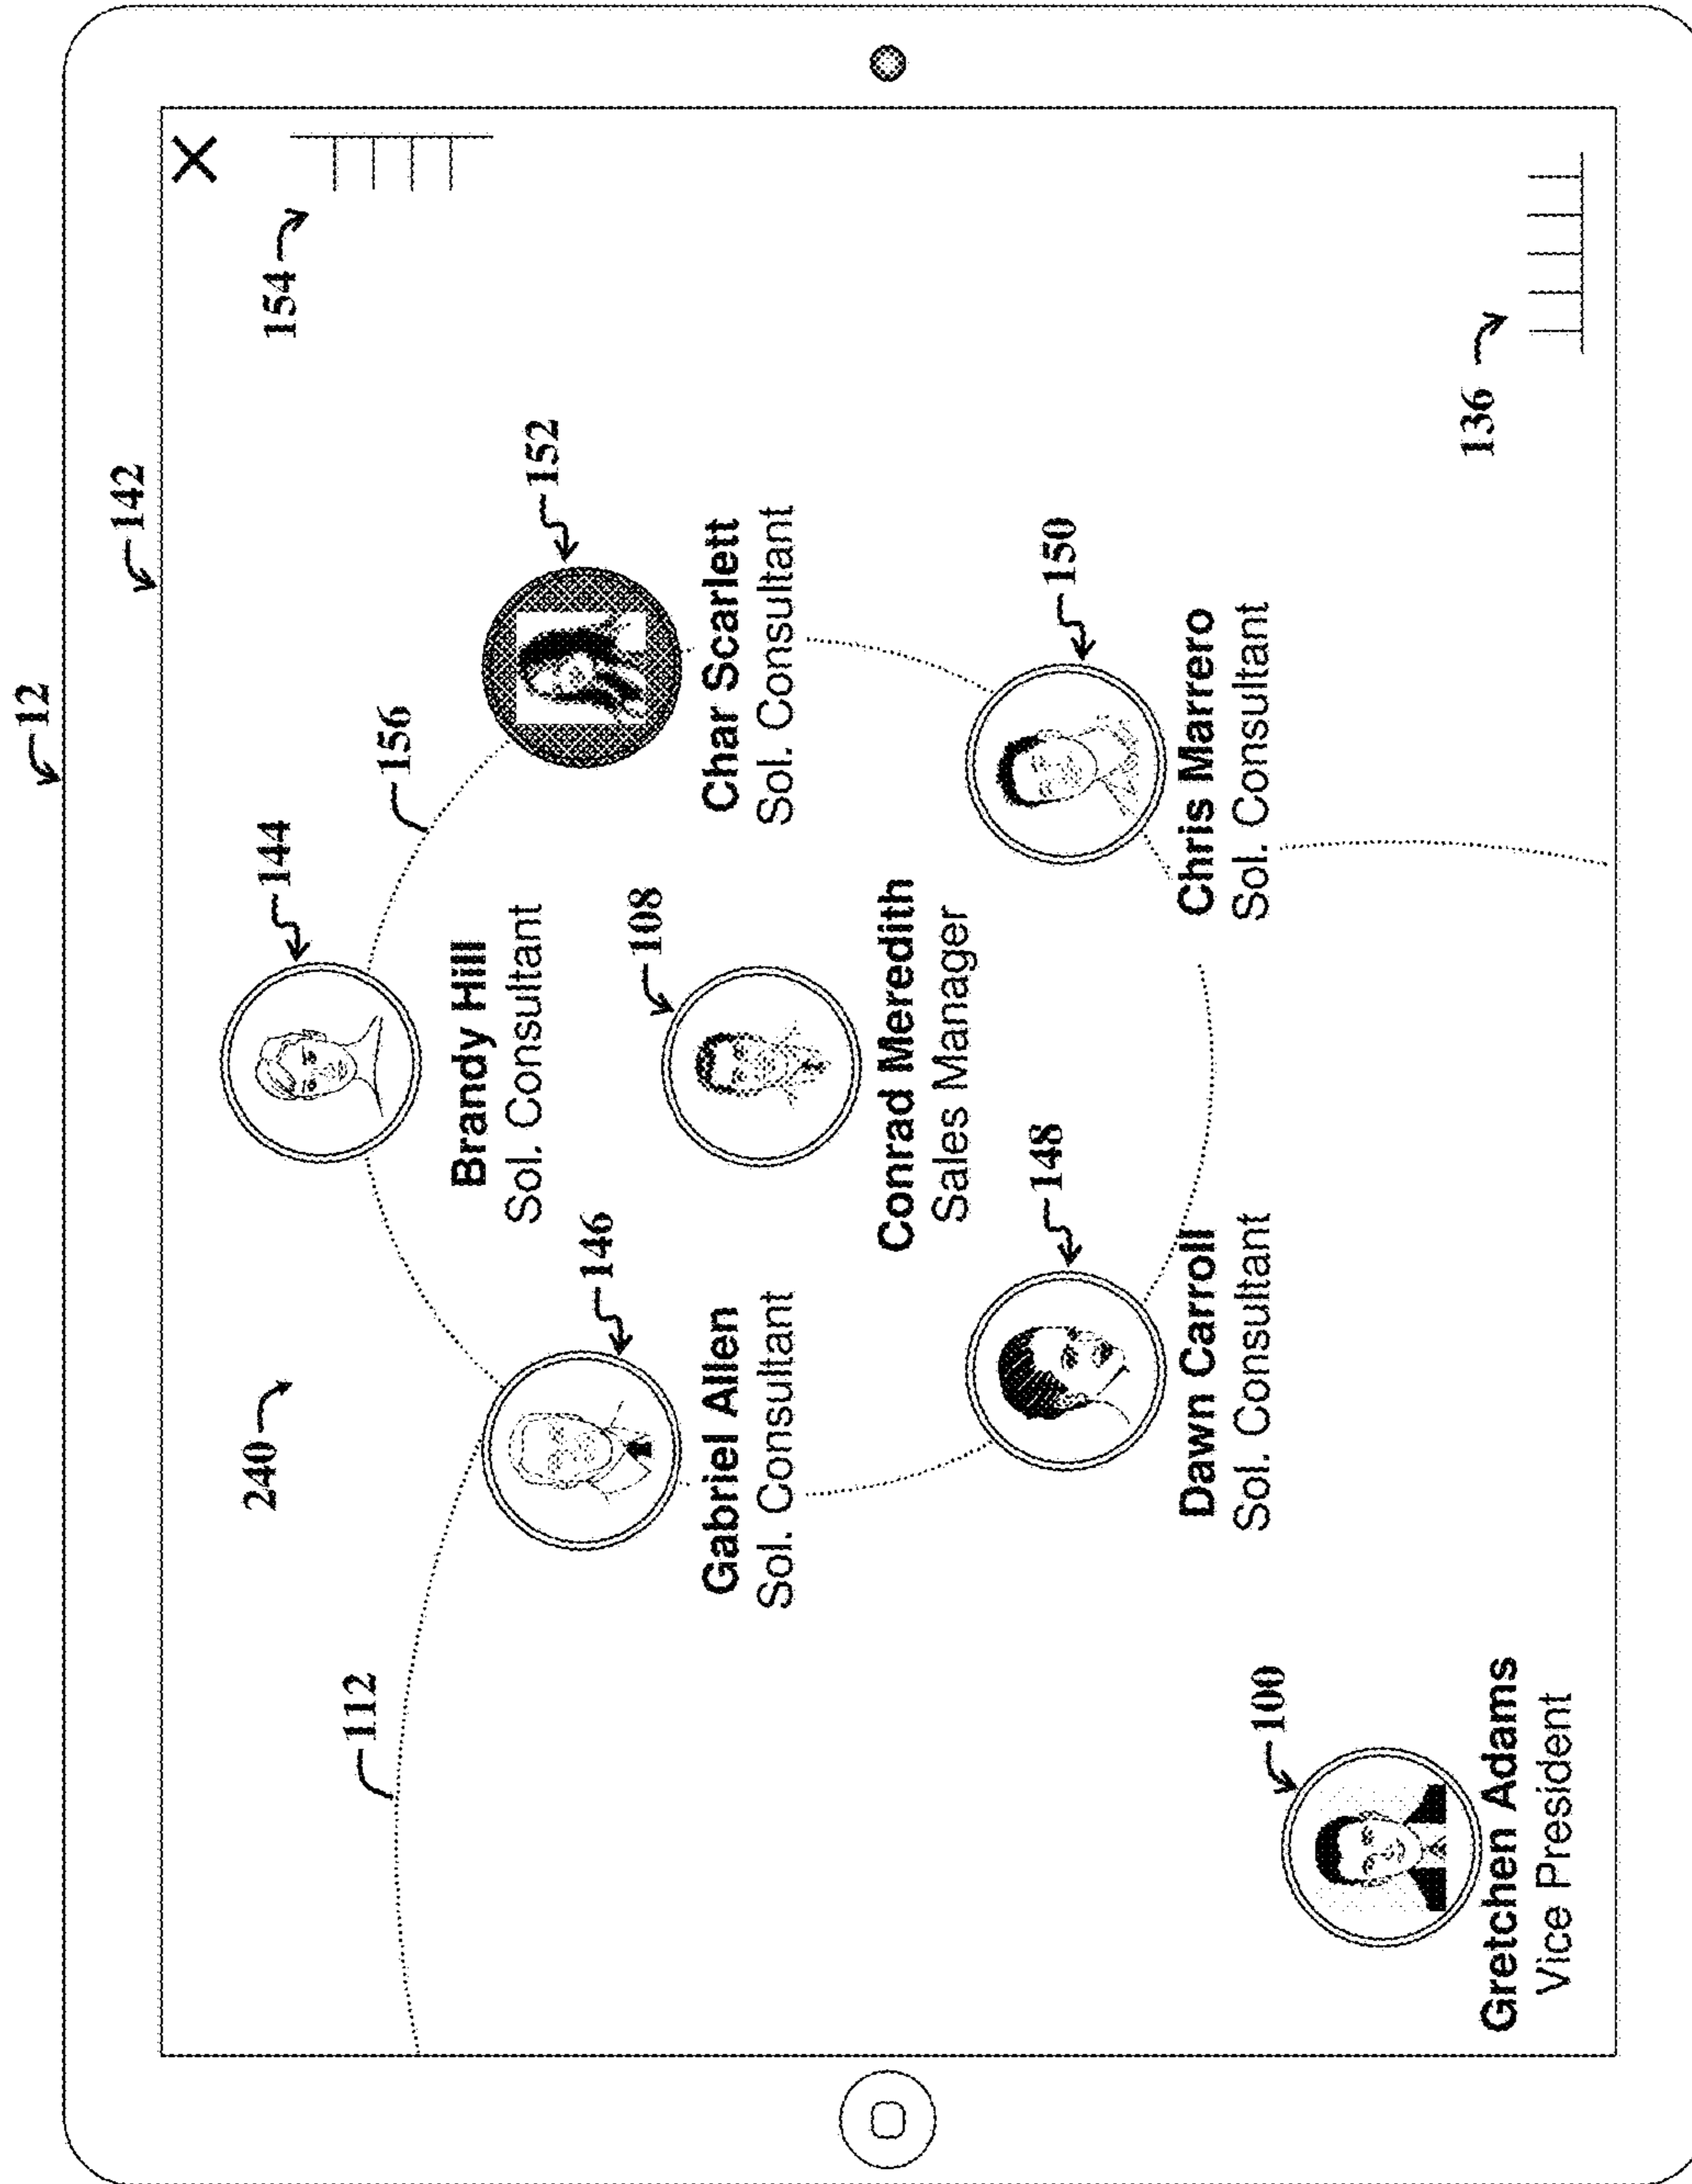 12
142
240
144
Brandy Hill
Sol. Consultant
156
154
X
112
146
Gabriel Allen
Sol. Consultant
108
Conrad Meredith
Sales Manager
152
Char Scarlett
Sol. Consultant
148
Dawn Carroll
Sol. Consultant
150
Chris Marrero
Sol. Consultant
100
Gretchen Adams
Vice President
136